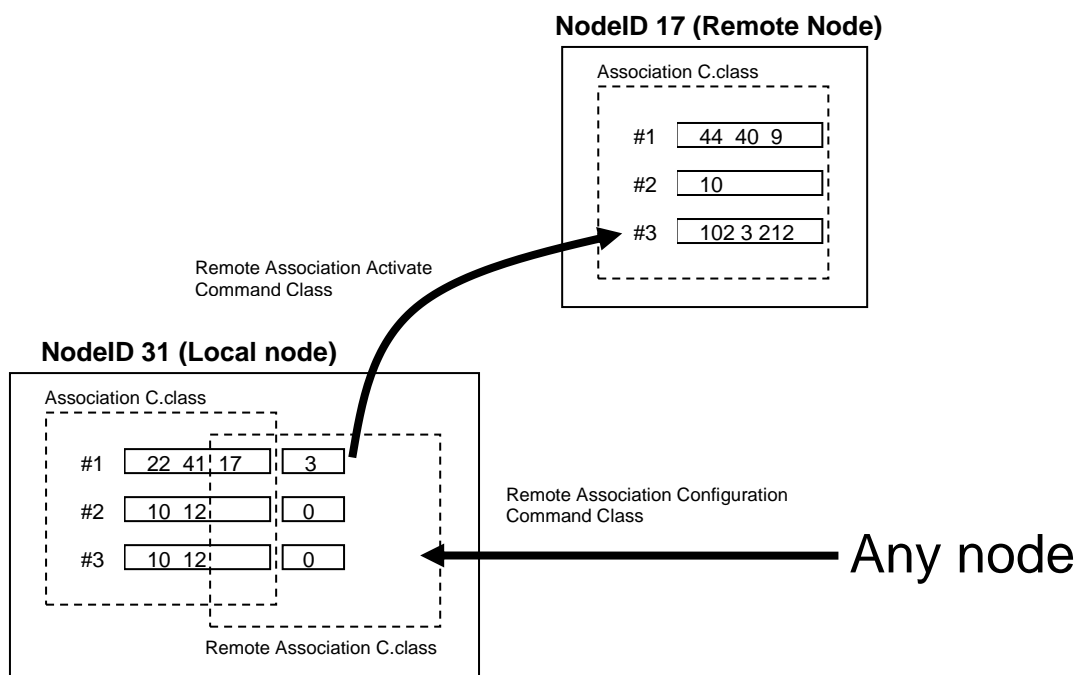 NodeID 17 (Remote Node)
Association C.class
#1 44 40 9
#2 10
#3 102 3 212
Remote Association Activate
Command Class
NodeID 31 (Local node)
Association C.class
#1 22 41 17 3
#2 10 12 0
#3 10 12 0
Remote Association C.class
Remote Association Configuration
Command Class
Any node